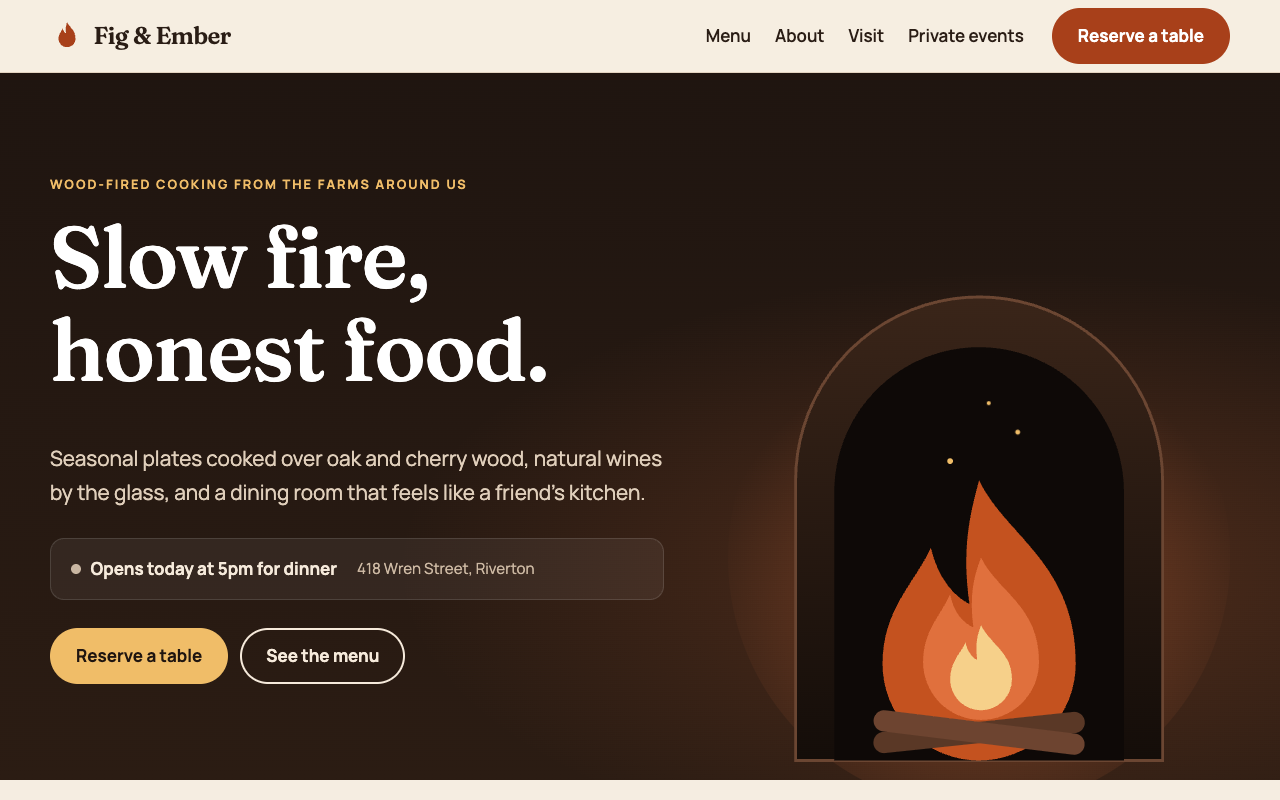 Fig & Ember
Menu About Visit Private events Reserve a table
WOOD-FIRED COOKING FROM THE FARMS AROUND US
Slow fire,
honest food.
Seasonal plates cooked over oak and cherry wood, natural wines
by the glass, and a dining room that feels like a friend’s kitchen.
Opens today at 5pm for dinner 418 Wren Street, Riverton
Reserve a table See the menu